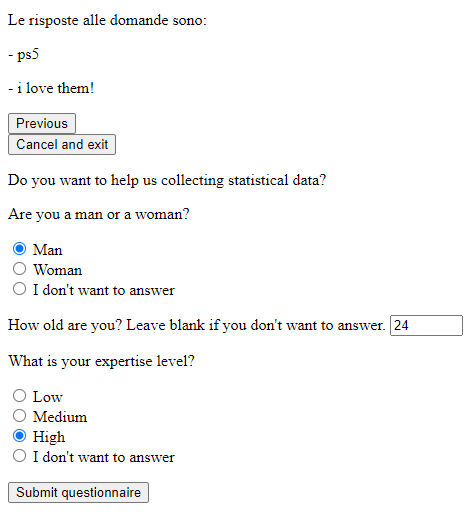 Le risposte alle domande sono:
- ps5
- i love them!
Previous
Cancel and exit
Do you want to help us collecting statistical data?
Are you a man or a woman?
Man
Woman
I don't want to answer
How old are you? Leave blank if you don't want to answer. 24
What is your expertise level?
Low
Medium
High
I don't want to answer
Submit questionnaire